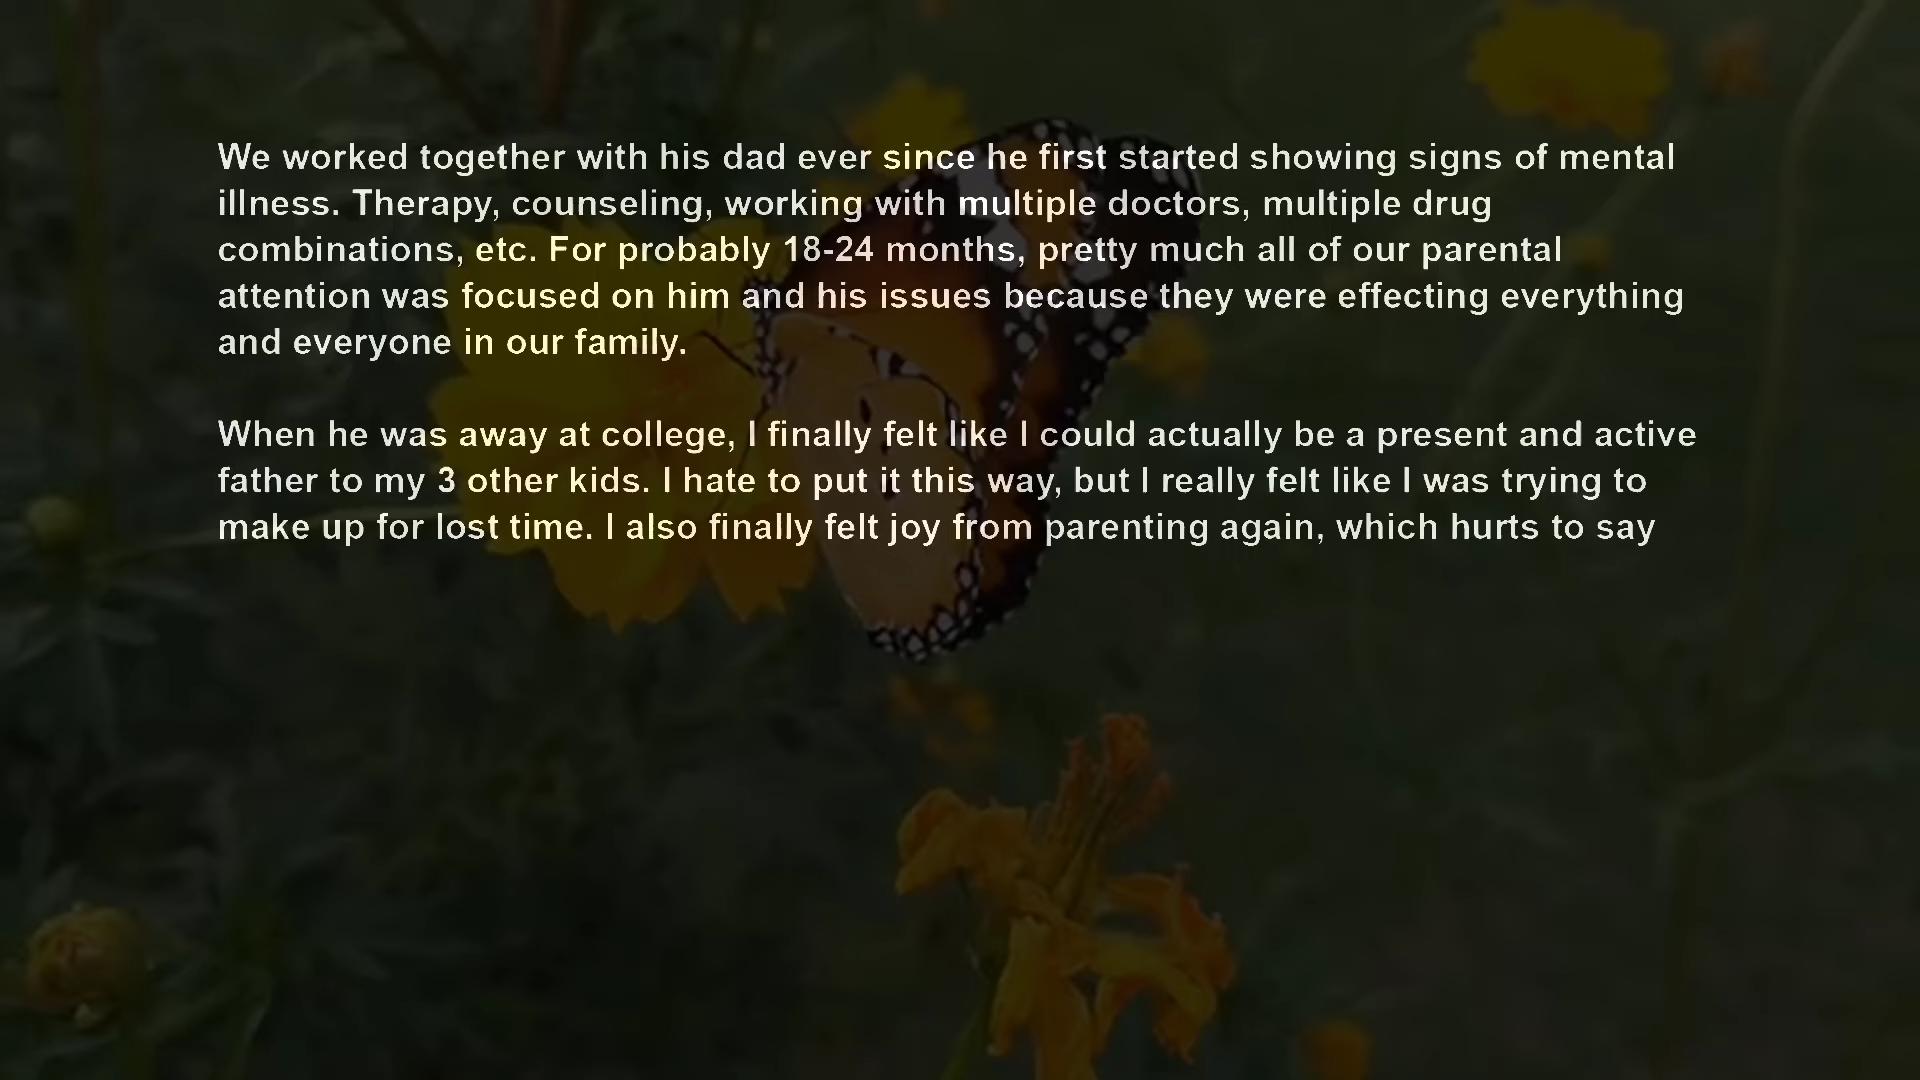 We worked together with his dad ever since he first started showing signs of mental
illness. Therapy, counseling, working with multiple doctors, multiple drug
combinations, etc. For probably 18-24 months, pretty much all of our parental
attention was focused on him and his issues because they were effecting everything
and everyone in our family.
When he was away at college, I finally felt like I could actually be a present and active
father to my 3 other kids. I hate to put it this way, but I really felt like I was trying to
make up for lost time. I also finally felt joy from parenting again, which hurts to say